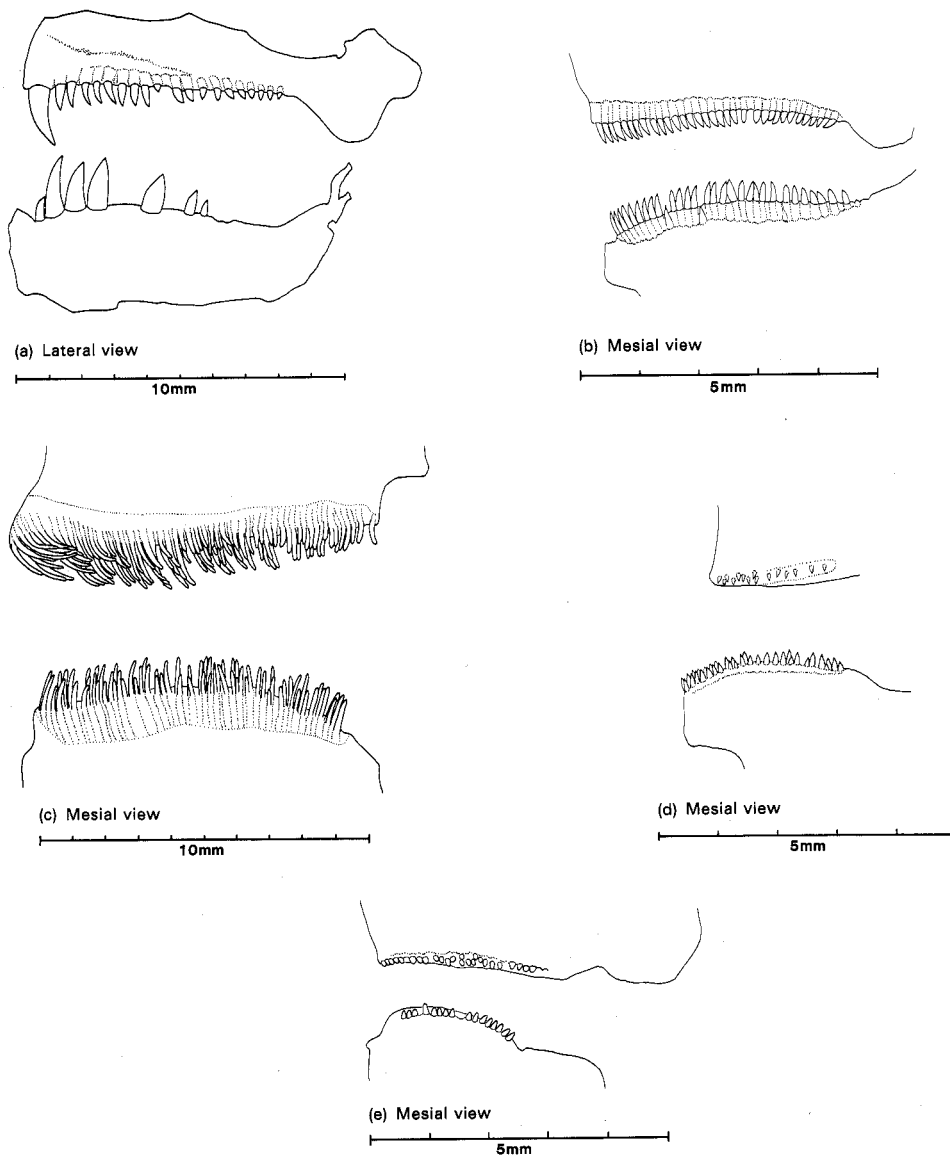 (a) Lateral view
10mm
(b) Mesial view
5mm
(c) Mesial view
10mm
(d) Mesial view
5mm
(e) Mesial view
5mm